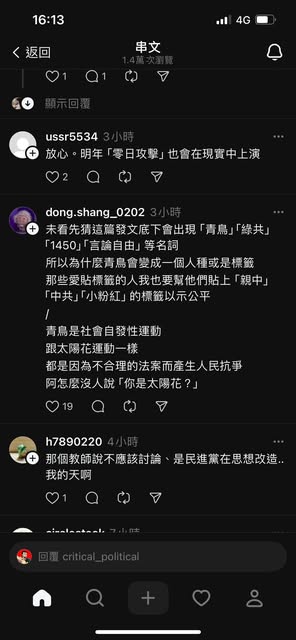 16:13
4G
返回
串文
1.4萬 次瀏覽
1
1
顯示回覆
ussr5534 3小時
放心。明年「零日攻擊」也會在現實中上演
2
dong.shang_0202 3小時
未看先猜這篇發文底下會出現「青鳥」「綠共」
「1450」「言論自由」等名詞
所以為什麼青鳥會變成一個人種或是標籤
那些愛貼標籤的人我也要幫他們貼上「親中」
「中共」「小粉紅」的標籤以示公平
/
青鳥是社會自發性運動
跟太陽花運動一樣
都是因為不合理的法案而產生人民抗爭
阿怎麼沒人說「你是太陽花？」
19
h7890220 4小時
那個教師說不應該討論、是民進黨在思想改造..
我的天啊
1
回覆 critical_political